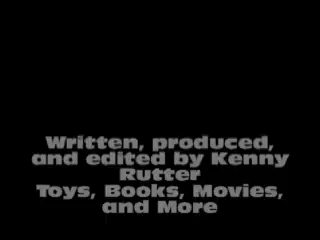 Written, produced,
and edited by Kenny
Rutter
Toys, Books, Movies,
and More